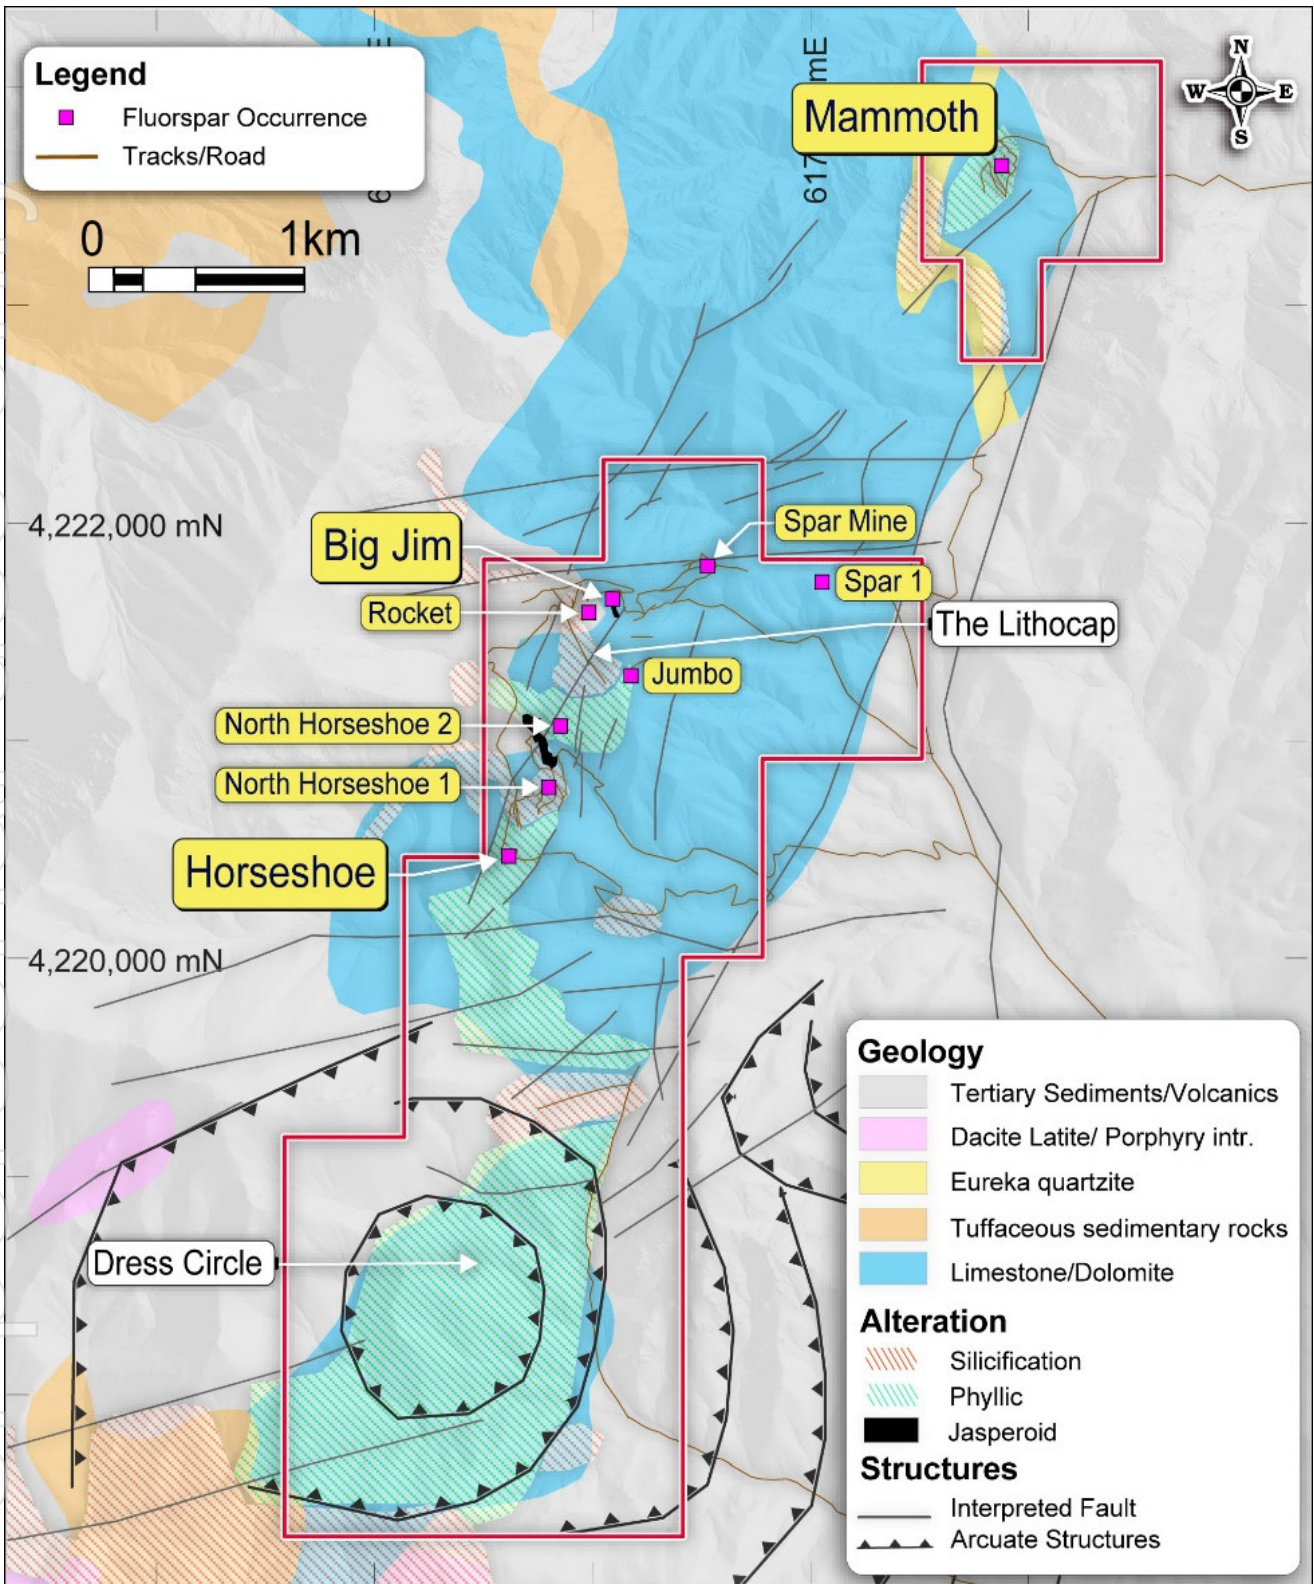 Legend
Fluorspar Occurrence
Tracks/Road
0 1km
N
W E
S
6 E
617 mE
Mammoth
4,222,000 mN
Big Jim
Spar Mine
Spar 1
Rocket
The Lithocap
Jumbo
North Horseshoe 2
North Horseshoe 1
Horseshoe
4,220,000 mN
Dress Circle
Geology
Tertiary Sediments/Volcanics
Dacite Latite/ Porphyry intr.
Eureka quartzite
Tuffaceous sedimentary rocks
Limestone/Dolomite
Alteration
Silicification
Phyllic
Jasperoid
Structures
Interpreted Fault
Arcuate Structures